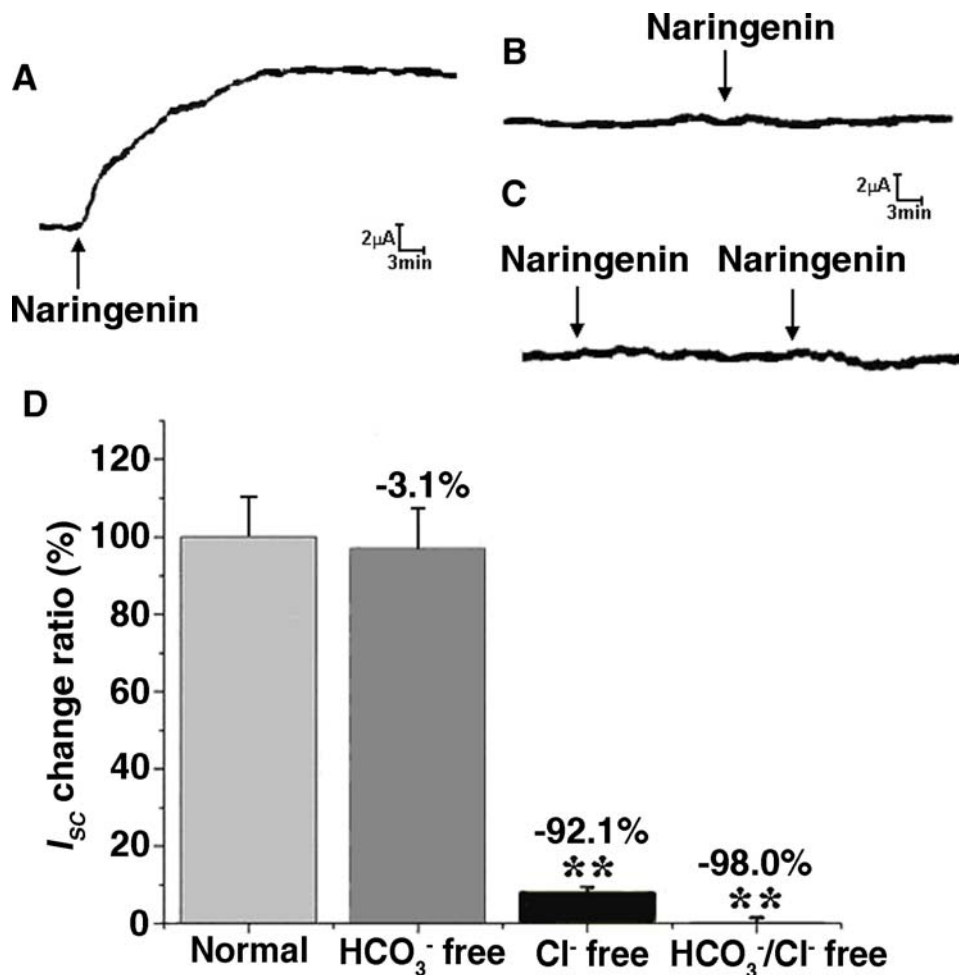 A
Naringenin
2μA
3min
B
Naringenin
2μA
3min
C
Naringenin Naringenin
D
I_SC change ratio (%)
120
100
80
60
40
20
0
-3.1%
-92.1%
**
-98.0%
**
Normal
HCO₃⁻ free
Cl⁻ free
HCO₃⁻/Cl⁻ free